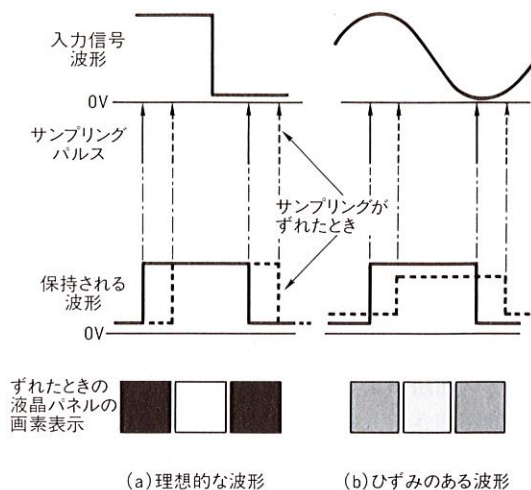 入力信号
波形
0V
サンプリング
パルス
サンプリングが
ずれたとき
保持される
波形
0V
ずれたときの
液晶パネルの
画素表示
(a)理想的な波形
(b)ひずみのある波形